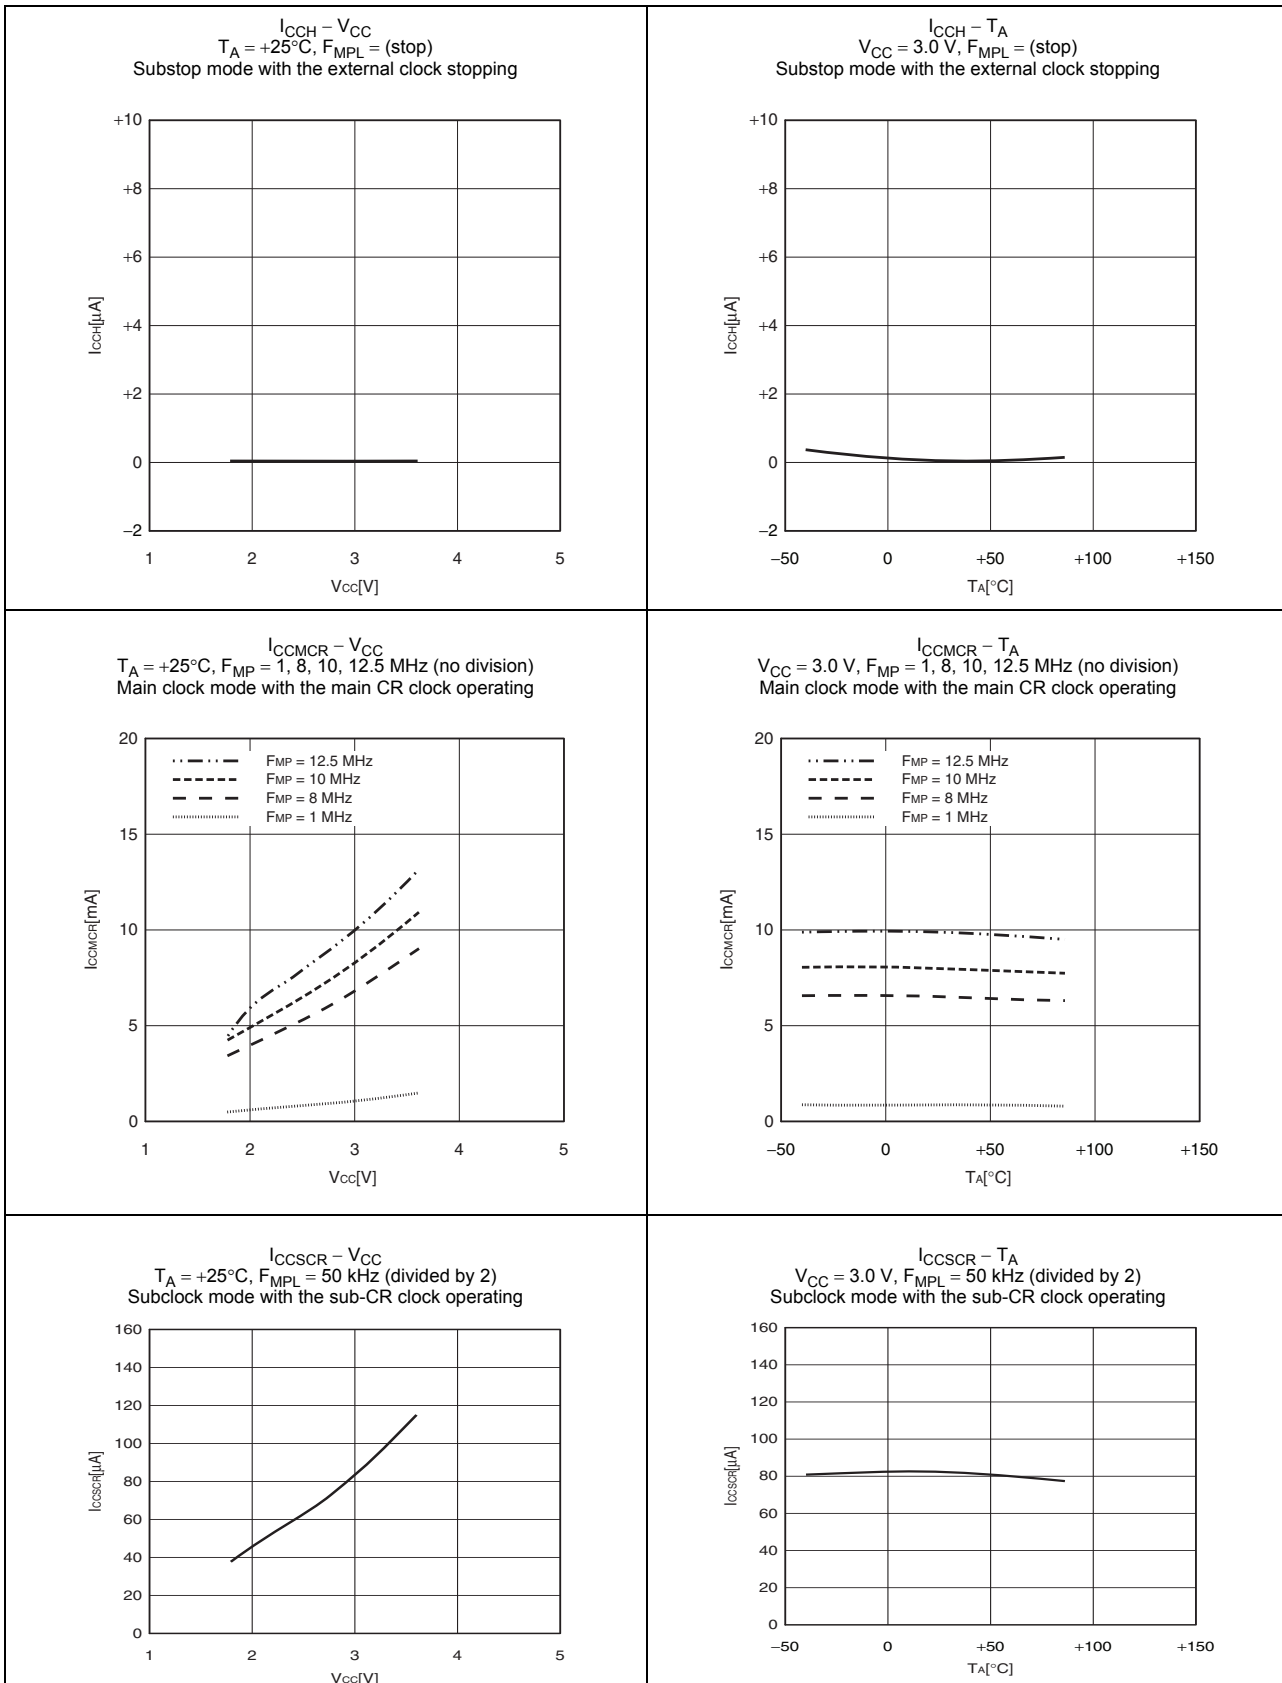 ICCH − VCC
TA = +25°C, FMPL = (stop)
Substop mode with the external clock stopping
+10
+8
+6
+4
+2
0
−2
ICCH[µA]
1 2 3 4 5
VCC[V]
ICCH − TA
VCC = 3.0 V, FMPL = (stop)
Substop mode with the external clock stopping
+10
+8
+6
+4
+2
0
−2
ICCH[µA]
−50 0 +50 +100 +150
TA[°C]
ICCMCR − VCC
TA = +25°C, FMP = 1, 8, 10, 12.5 MHz (no division)
Main clock mode with the main CR clock operating
FMP = 12.5 MHz
FMP = 10 MHz
FMP = 8 MHz
FMP = 1 MHz
20
15
10
5
0
ICCMCR[mA]
1 2 3 4 5
VCC[V]
ICCMCR − TA
VCC = 3.0 V, FMP = 1, 8, 10, 12.5 MHz (no division)
Main clock mode with the main CR clock operating
FMP = 12.5 MHz
FMP = 10 MHz
FMP = 8 MHz
FMP = 1 MHz
20
15
10
5
0
ICCMCR[mA]
−50 0 +50 +100 +150
TA[°C]
ICCSCR − VCC
TA = +25°C, FMPL = 50 kHz (divided by 2)
Subclock mode with the sub-CR clock operating
160
140
120
100
80
60
40
20
0
ICCSCR[µA]
1 2 3 4 5
VCC[V]
ICCSCR − TA
VCC = 3.0 V, FMPL = 50 kHz (divided by 2)
Subclock mode with the sub-CR clock operating
160
140
120
100
80
60
40
20
0
ICCSCR[µA]
−50 0 +50 +100 +150
TA[°C]